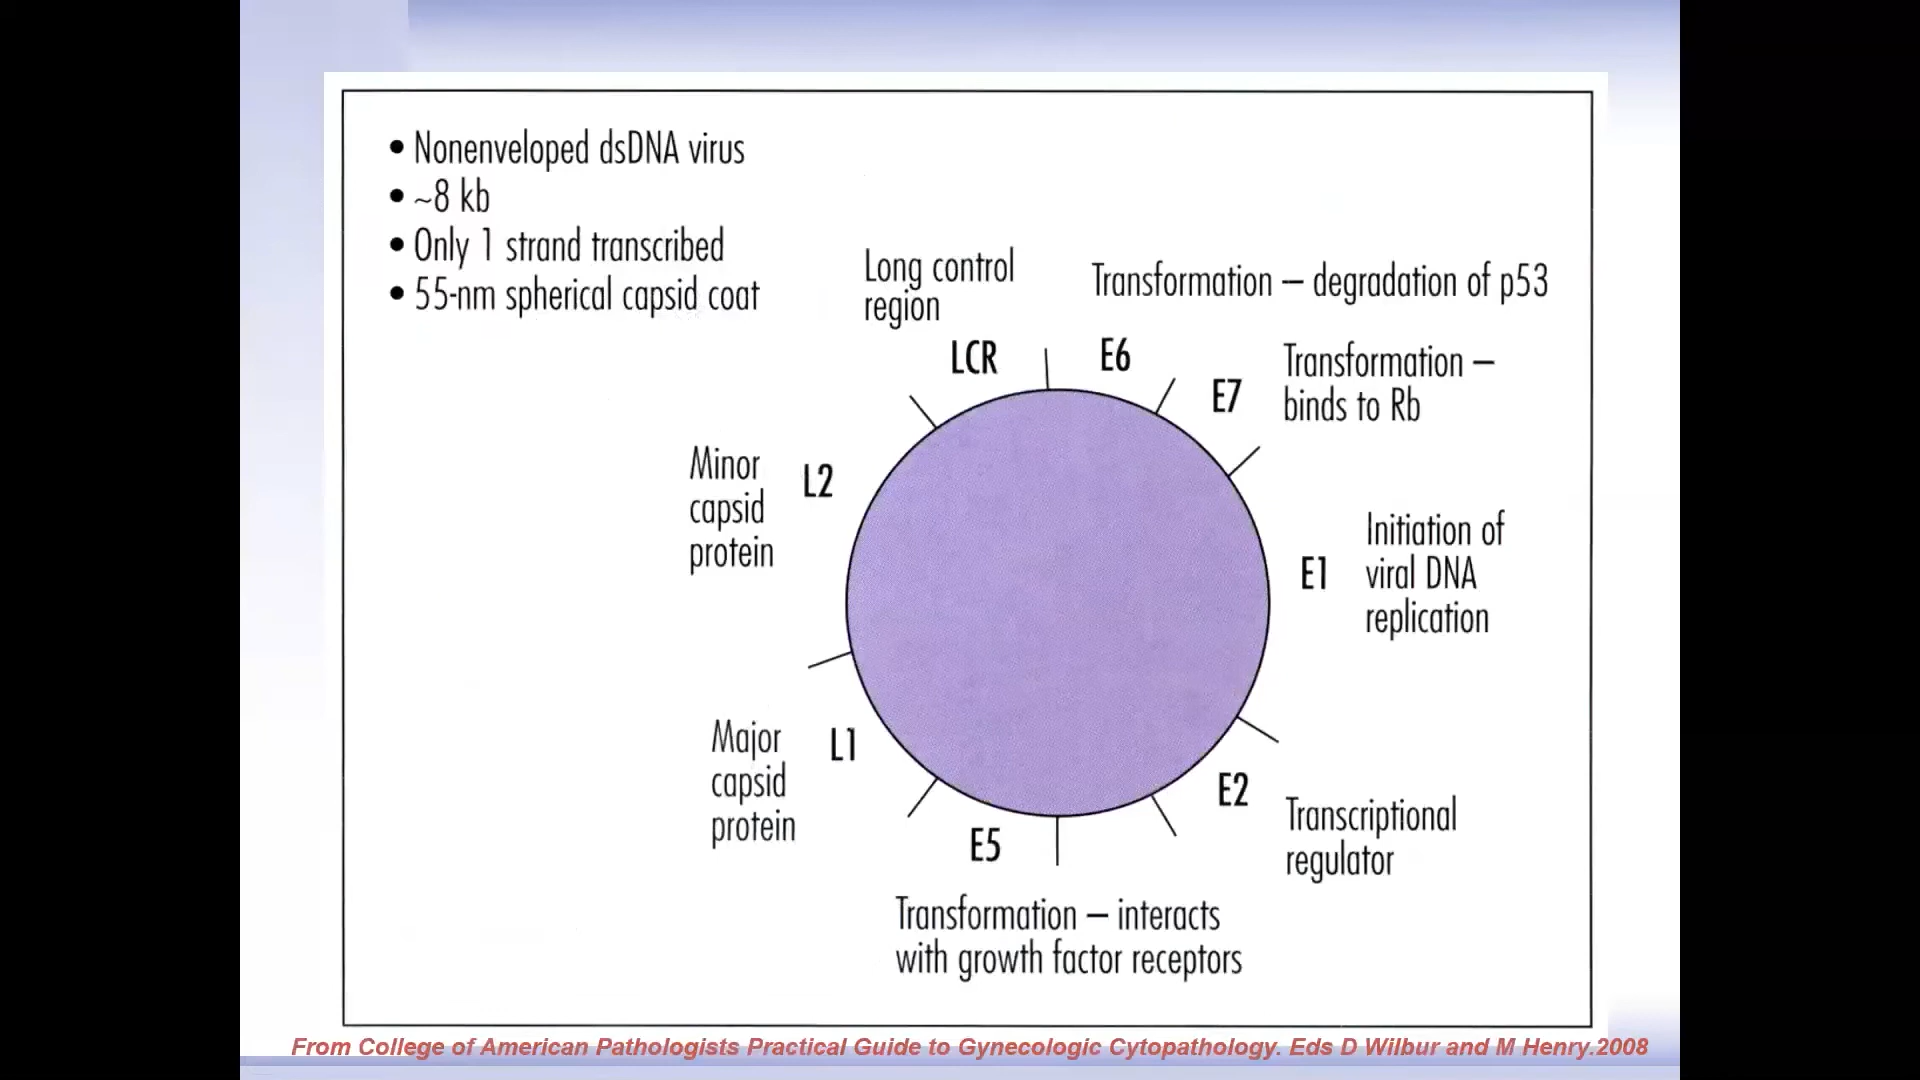 • Nonenveloped dsDNA virus
• ~8 kb
• Only 1 strand transcribed
• 55-nm spherical capsid coat
Long control
region
LCR
Transformation – degradation of p53
E6
Transformation –
binds to Rb
E7
Minor
capsid
protein
L2
Initiation of
viral DNA
replication
E1
Major
capsid
protein
L1
E2
Transcriptional
regulator
E5
Transformation – interacts
with growth factor receptors
From College of American Pathologists Practical Guide to Gynecologic Cytopathology. Eds D Wilbur and M Henry.2008